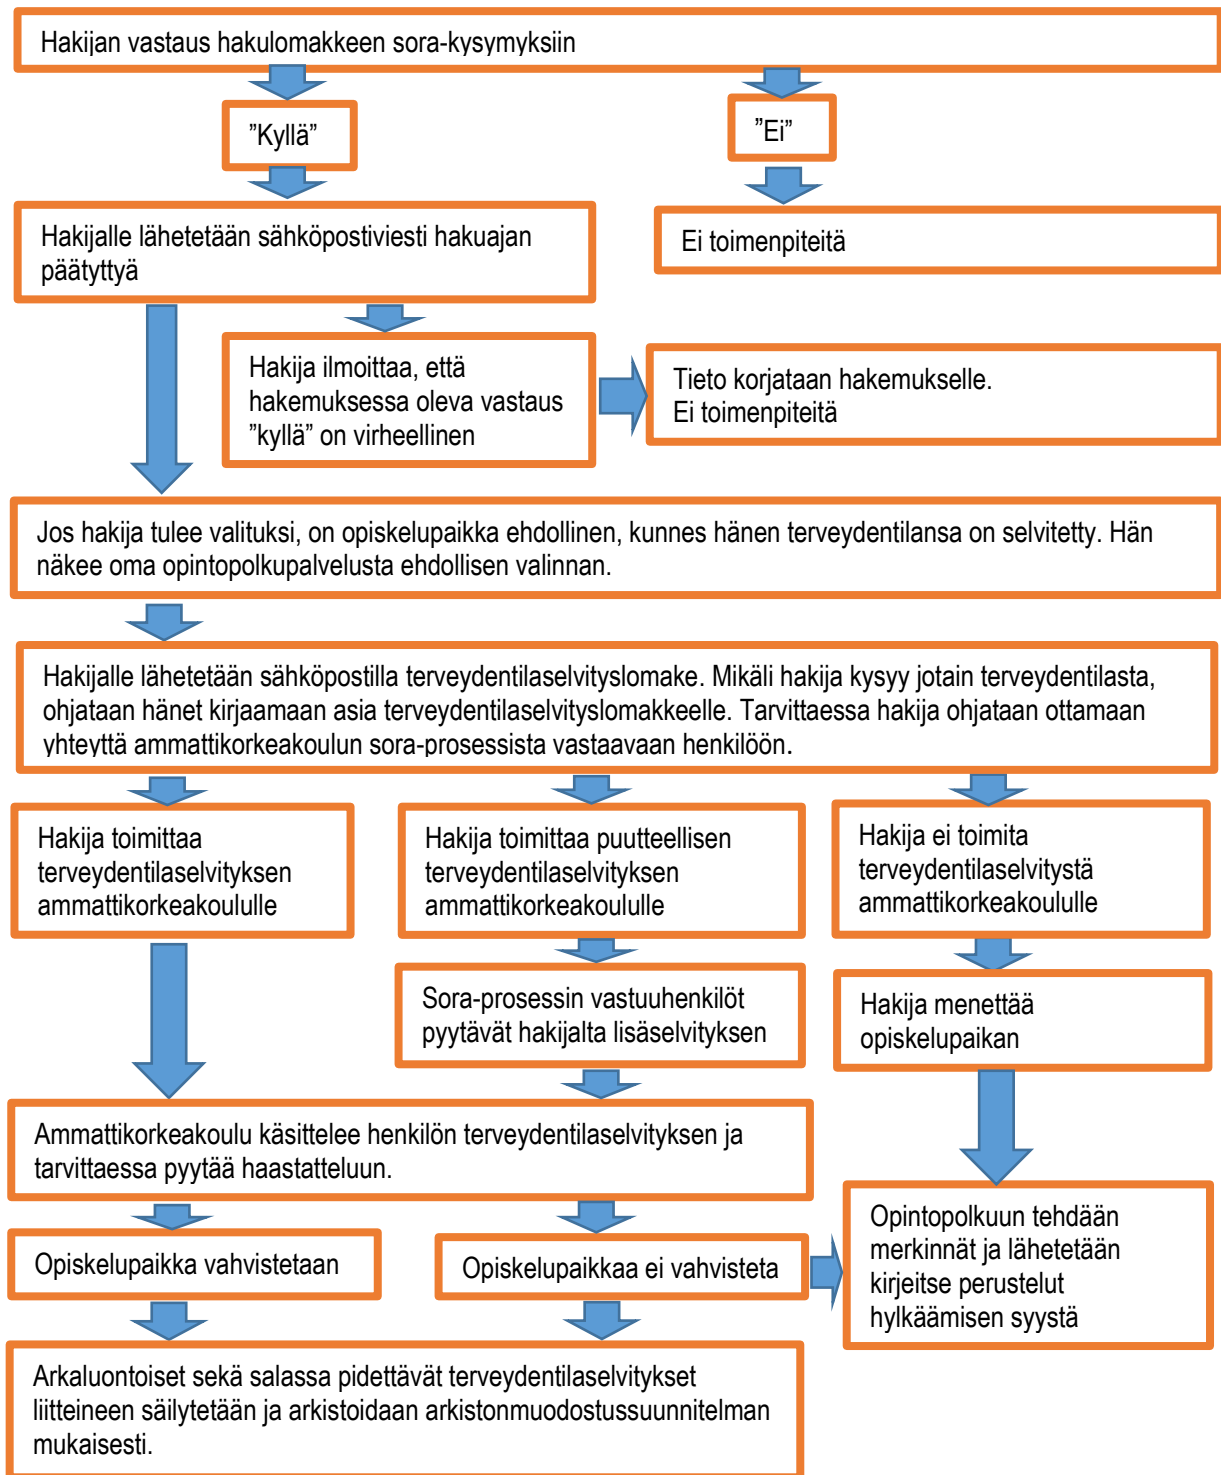 Hakijan vastaus hakulomakkeen sora-kysymyksiin
”Kyllä”
”Ei”
Hakijalle lähetetään sähköpostiviesti hakuajan
päätyttyä
Ei toimenpiteitä
Hakija ilmoittaa, että
hakemuksessa oleva vastaus
”kyllä” on virheellinen
Tieto korjataan hakemukselle.
Ei toimenpiteitä
Jos hakija tulee valituksi, on opiskelupaikka ehdollinen, kunnes hänen terveydentilansa on selvitetty. Hän
näkee oma opintopolkupalvelusta ehdollisen valinnan.
Hakijalle lähetetään sähköpostilla terveydentilaselvityslomake. Mikäli hakija kysyy jotain terveydentilasta,
ohjataan hänet kirjaamaan asia terveydentilaselvityslomakkeelle. Tarvittaessa hakija ohjataan ottamaan
yhteyttä ammattikorkeakoulun sora-prosessista vastaavaan henkilöön.
Hakija toimittaa
terveydentilaselvityksen
ammattikorkeakoululle
Hakija toimittaa puutteellisen
terveydentilaselvityksen
ammattikorkeakoululle
Hakija ei toimita
terveydentilaselvitystä
ammattikorkeakoululle
Sora-prosessin vastuuhenkilöt
pyytävät hakijalta lisäselvityksen
Hakija menettää
opiskelupaikan
Ammattikorkeakoulu käsittelee henkilön terveydentilaselvityksen ja
tarvittaessa pyytää haastatteluun.
Opiskelupaikka vahvistetaan
Opiskelupaikkaa ei vahvisteta
Opintopolkuun tehdään
merkinnät ja lähetetään
kirjeitse perustelut
hylkäämisen syystä
Arkaluontoiset sekä salassa pidettävät terveydentilaselvitykset
liitteineen säilytetään ja arkistoidaan arkistonmuodostussuunnitelman
mukaisesti.